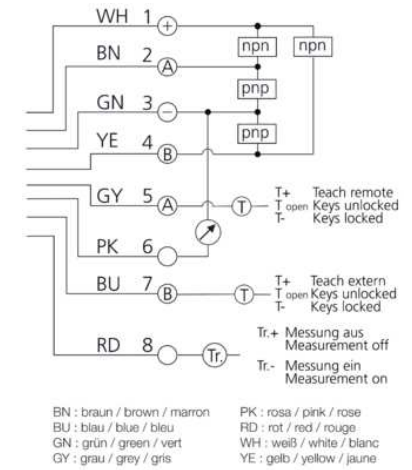 WH 1 +
npn npn
BN 2 A
pnp
GN 3 −
pnp
YE 4 B
GY 5 A T T+ Teach remote
T open Keys unlocked
T- Keys locked
PK 6
BU 7 B T T+ Teach extern
T open Keys unlocked
T- Keys locked
Tr.+ Messung aus
Measurement off
RD 8 Tr.
Tr.- Messung ein
Measurement on
BN : braun / brown / marron PK : rosa / pink / rose
BU : blau / blue / bleu RD : rot / red / rouge
GN : grün / green / vert WH : weiß / white / blanc
GY : grau / grey / gris YE : gelb / yellow / jaune